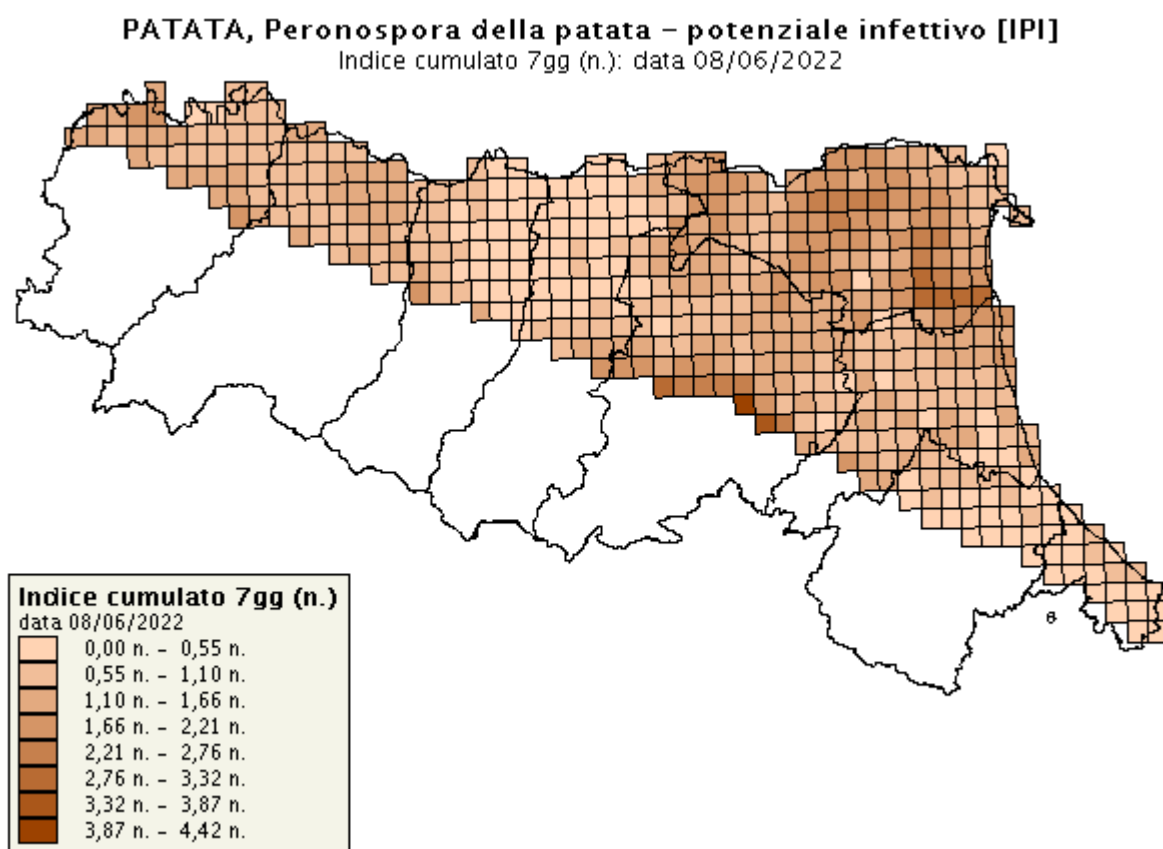 PATATA, Peronospora della patata – potenziale infettivo [IPI]
Indice cumulato 7gg (n.): data 08/06/2022
Indice cumulato 7gg (n.)
data 08/06/2022
0,00 n. – 0,55 n.
0,55 n. – 1,10 n.
1,10 n. – 1,66 n.
1,66 n. – 2,21 n.
2,21 n. – 2,76 n.
2,76 n. – 3,32 n.
3,32 n. – 3,87 n.
3,87 n. – 4,42 n.